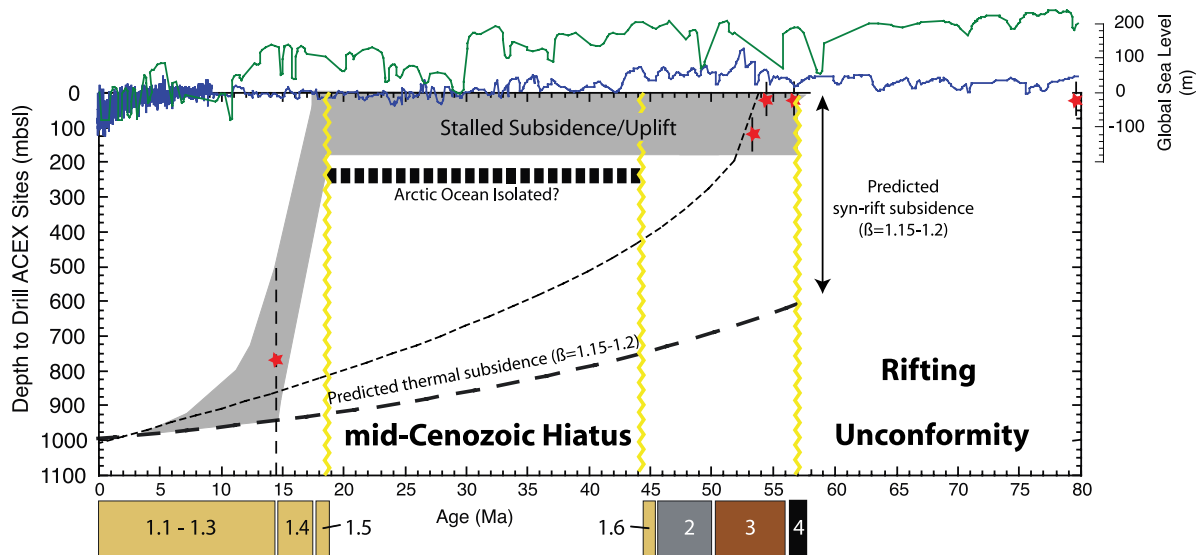 200
100
0
-100
Global Sea Level
(m)
Depth to Drill ACEX Sites (mbsl)
0
100
200
300
400
500
600
700
800
900
1000
1100
Stalled Subsidence/Uplift
Arctic Ocean Isolated?
Predicted
syn-rift subsidence
(ß=1.15-1.2)
Predicted thermal subsidence (ß=1.15-1.2)
Rifting
mid-Cenozoic Hiatus
Unconformity
0 5 10 15 20 25 30 35 40 45 50 55 60 65 70 75 80
Age (Ma)
1.1 - 1.3 1.4 1.5 1.6 2 3 4